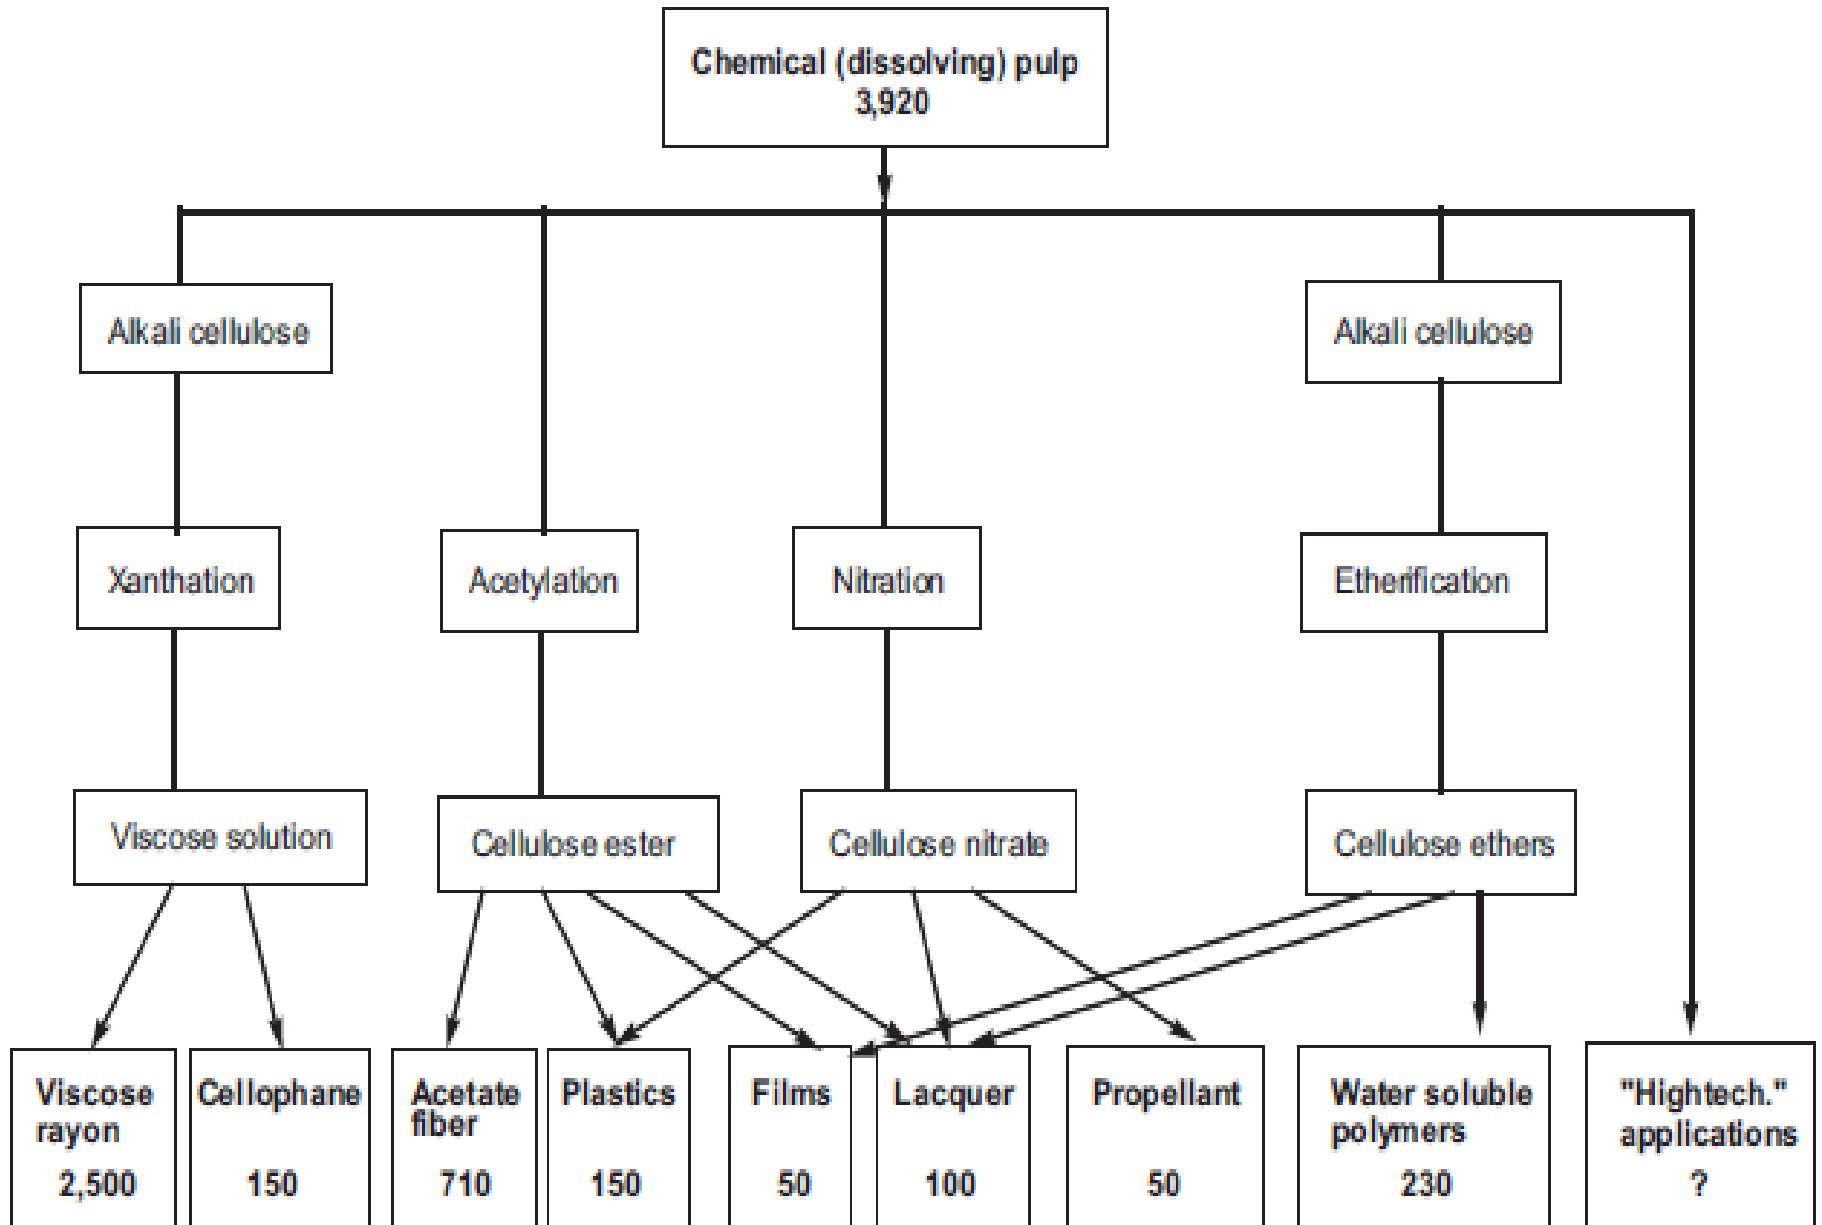 Chemical (dissolving) pulp
3,920
Alkali cellulose
Alkali cellulose
Xanthation
Acetylation
Nitration
Etherification
Viscose solution
Cellulose ester
Cellulose nitrate
Cellulose ethers
Viscose
rayon
2,500
Cellophane
150
Acetate
fiber
710
Plastics
150
Films
50
Lacquer
100
Propellant
50
Water soluble
polymers
230
"Hightech."
applications
?